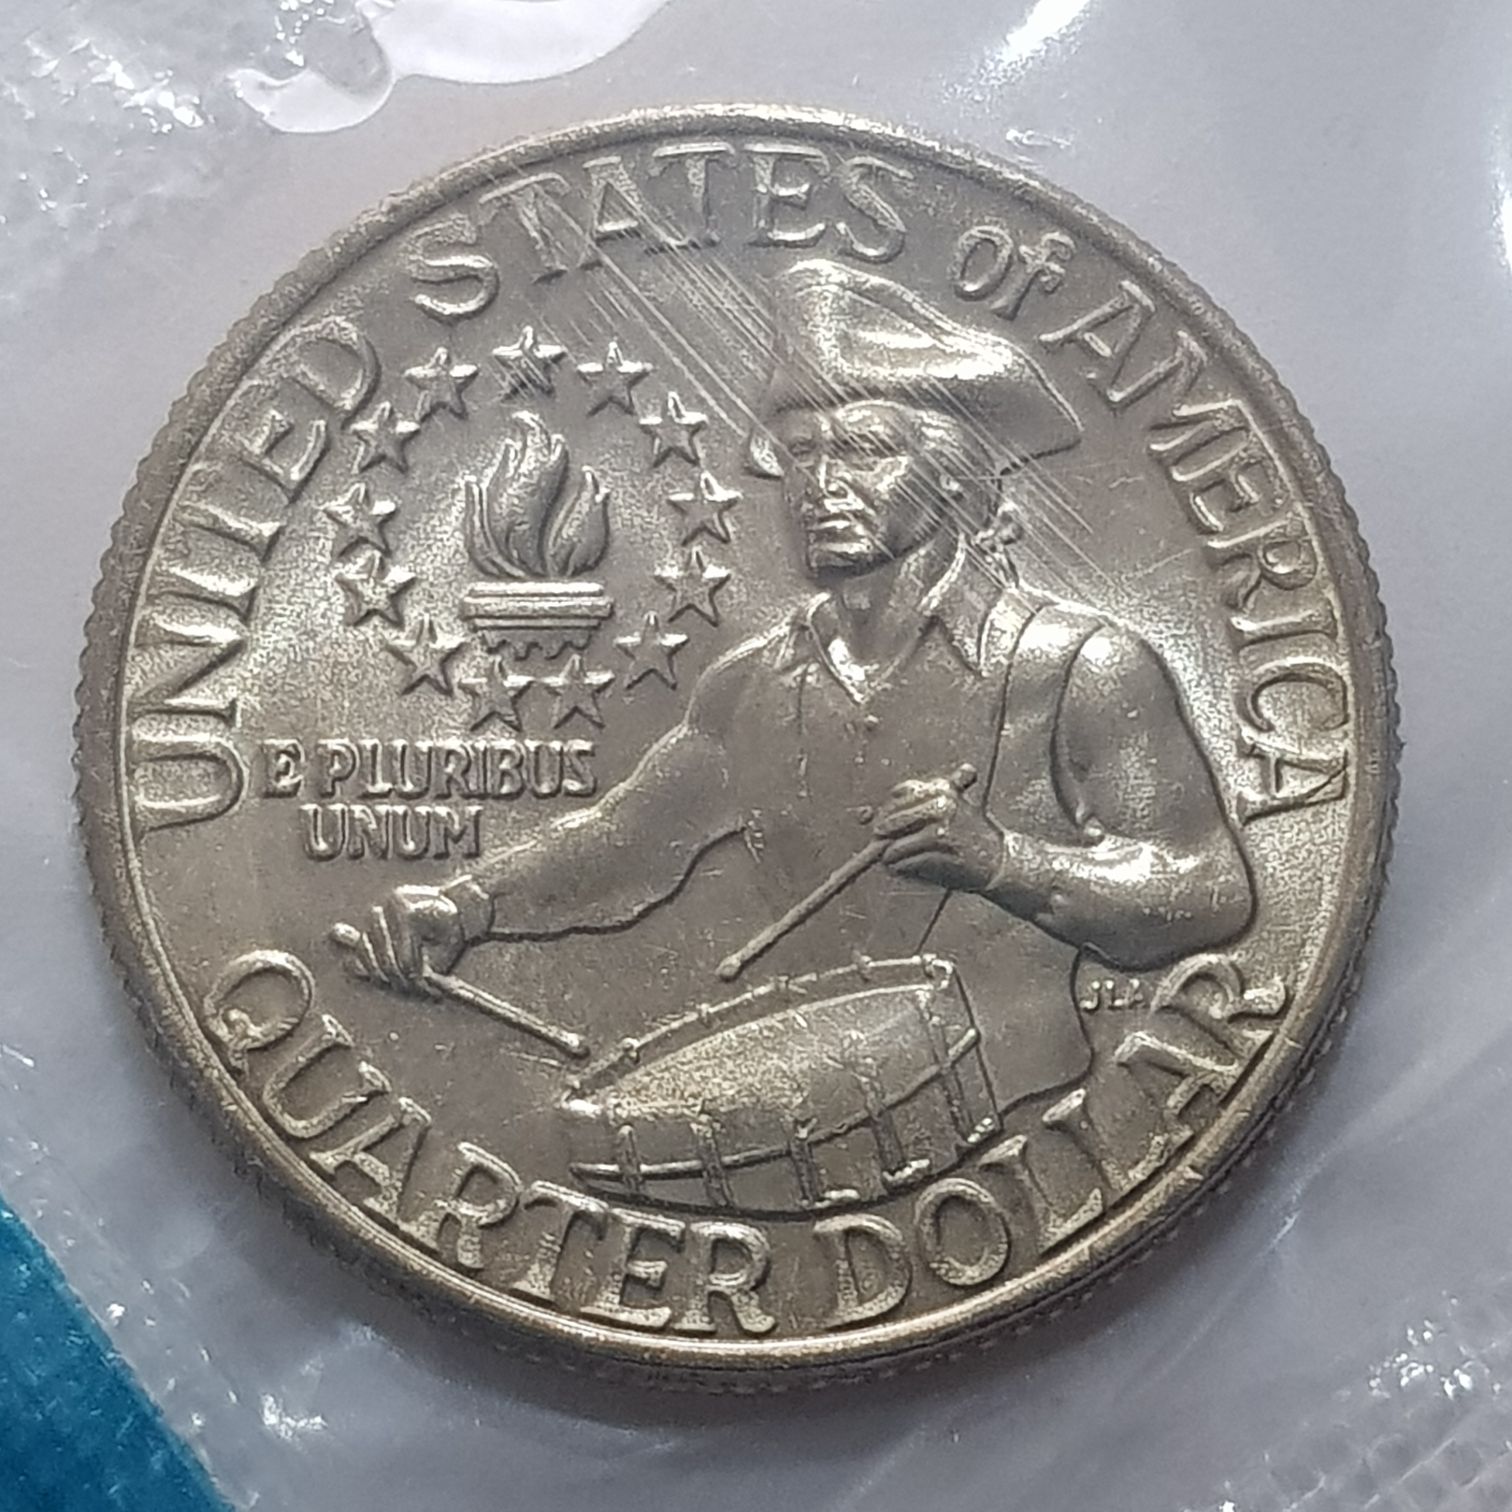 UNITED STATES of AMERICA
E PLURIBUS
UNUM
JLA
QUARTER DOLLAR